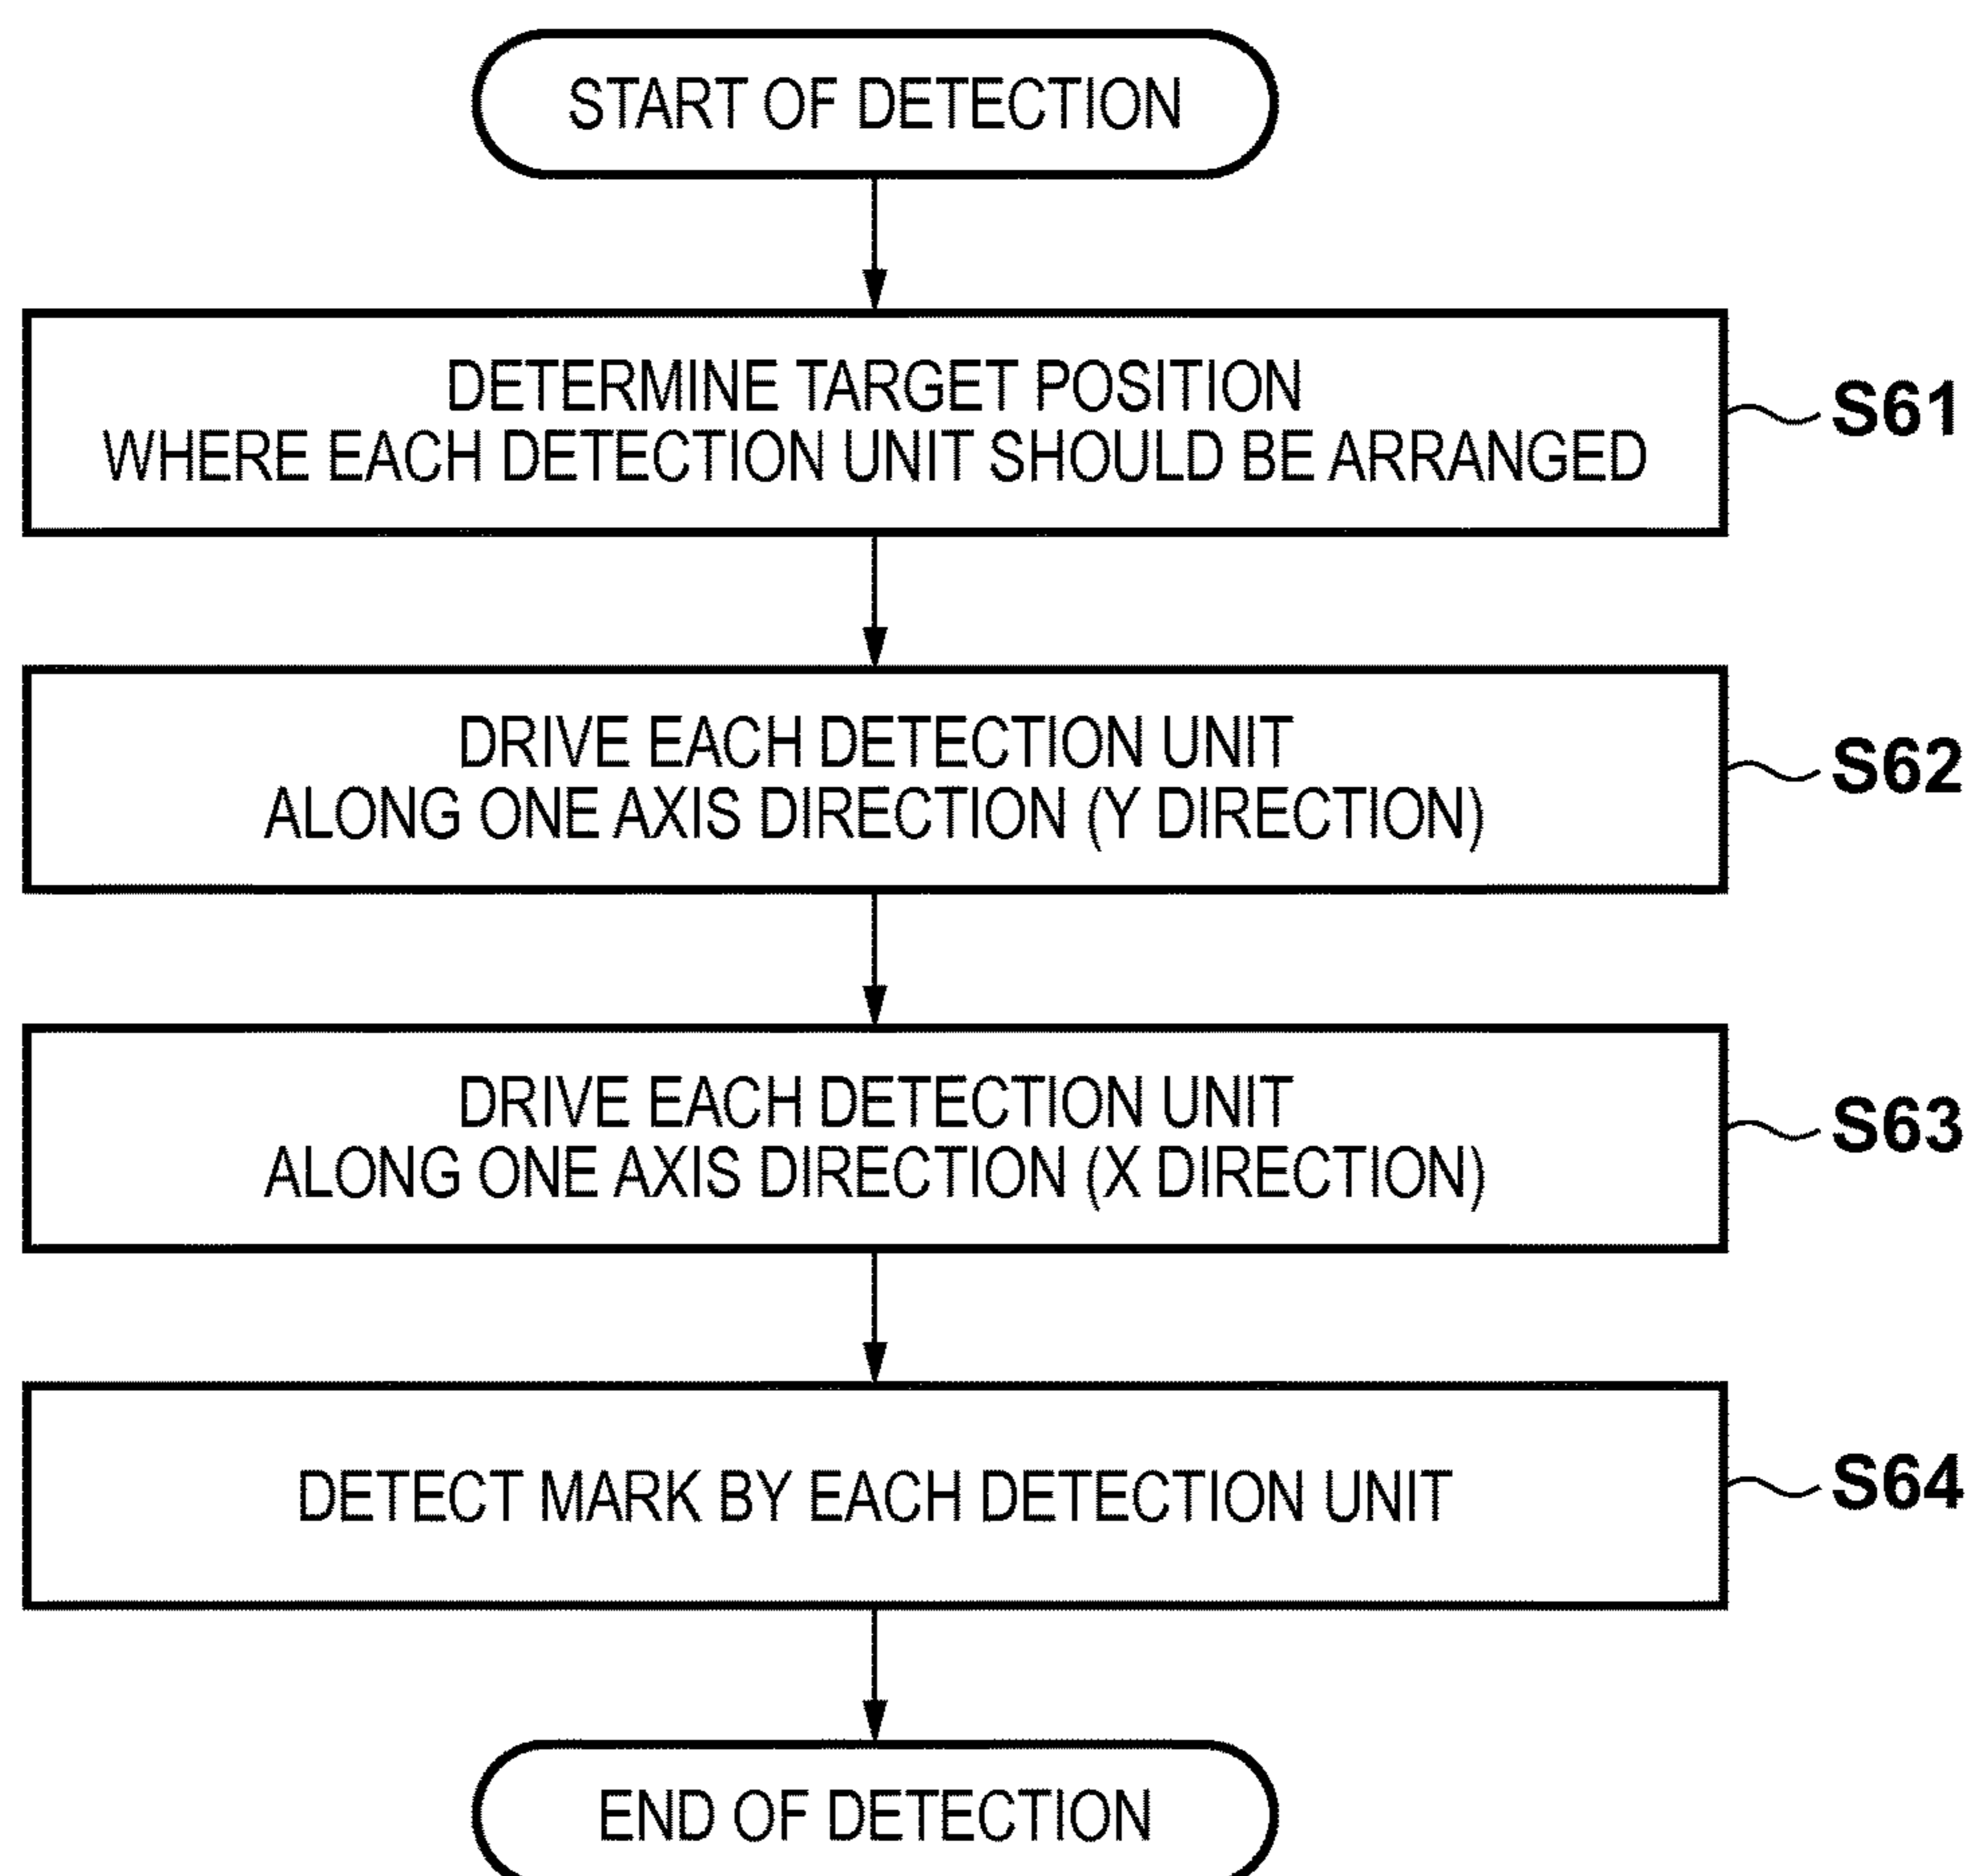 START OF DETECTION
DETERMINE TARGET POSITION
WHERE EACH DETECTION UNIT SHOULD BE ARRANGED
S61
DRIVE EACH DETECTION UNIT
ALONG ONE AXIS DIRECTION (Y DIRECTION)
S62
DRIVE EACH DETECTION UNIT
ALONG ONE AXIS DIRECTION (X DIRECTION)
S63
DETECT MARK BY EACH DETECTION UNIT
S64
END OF DETECTION